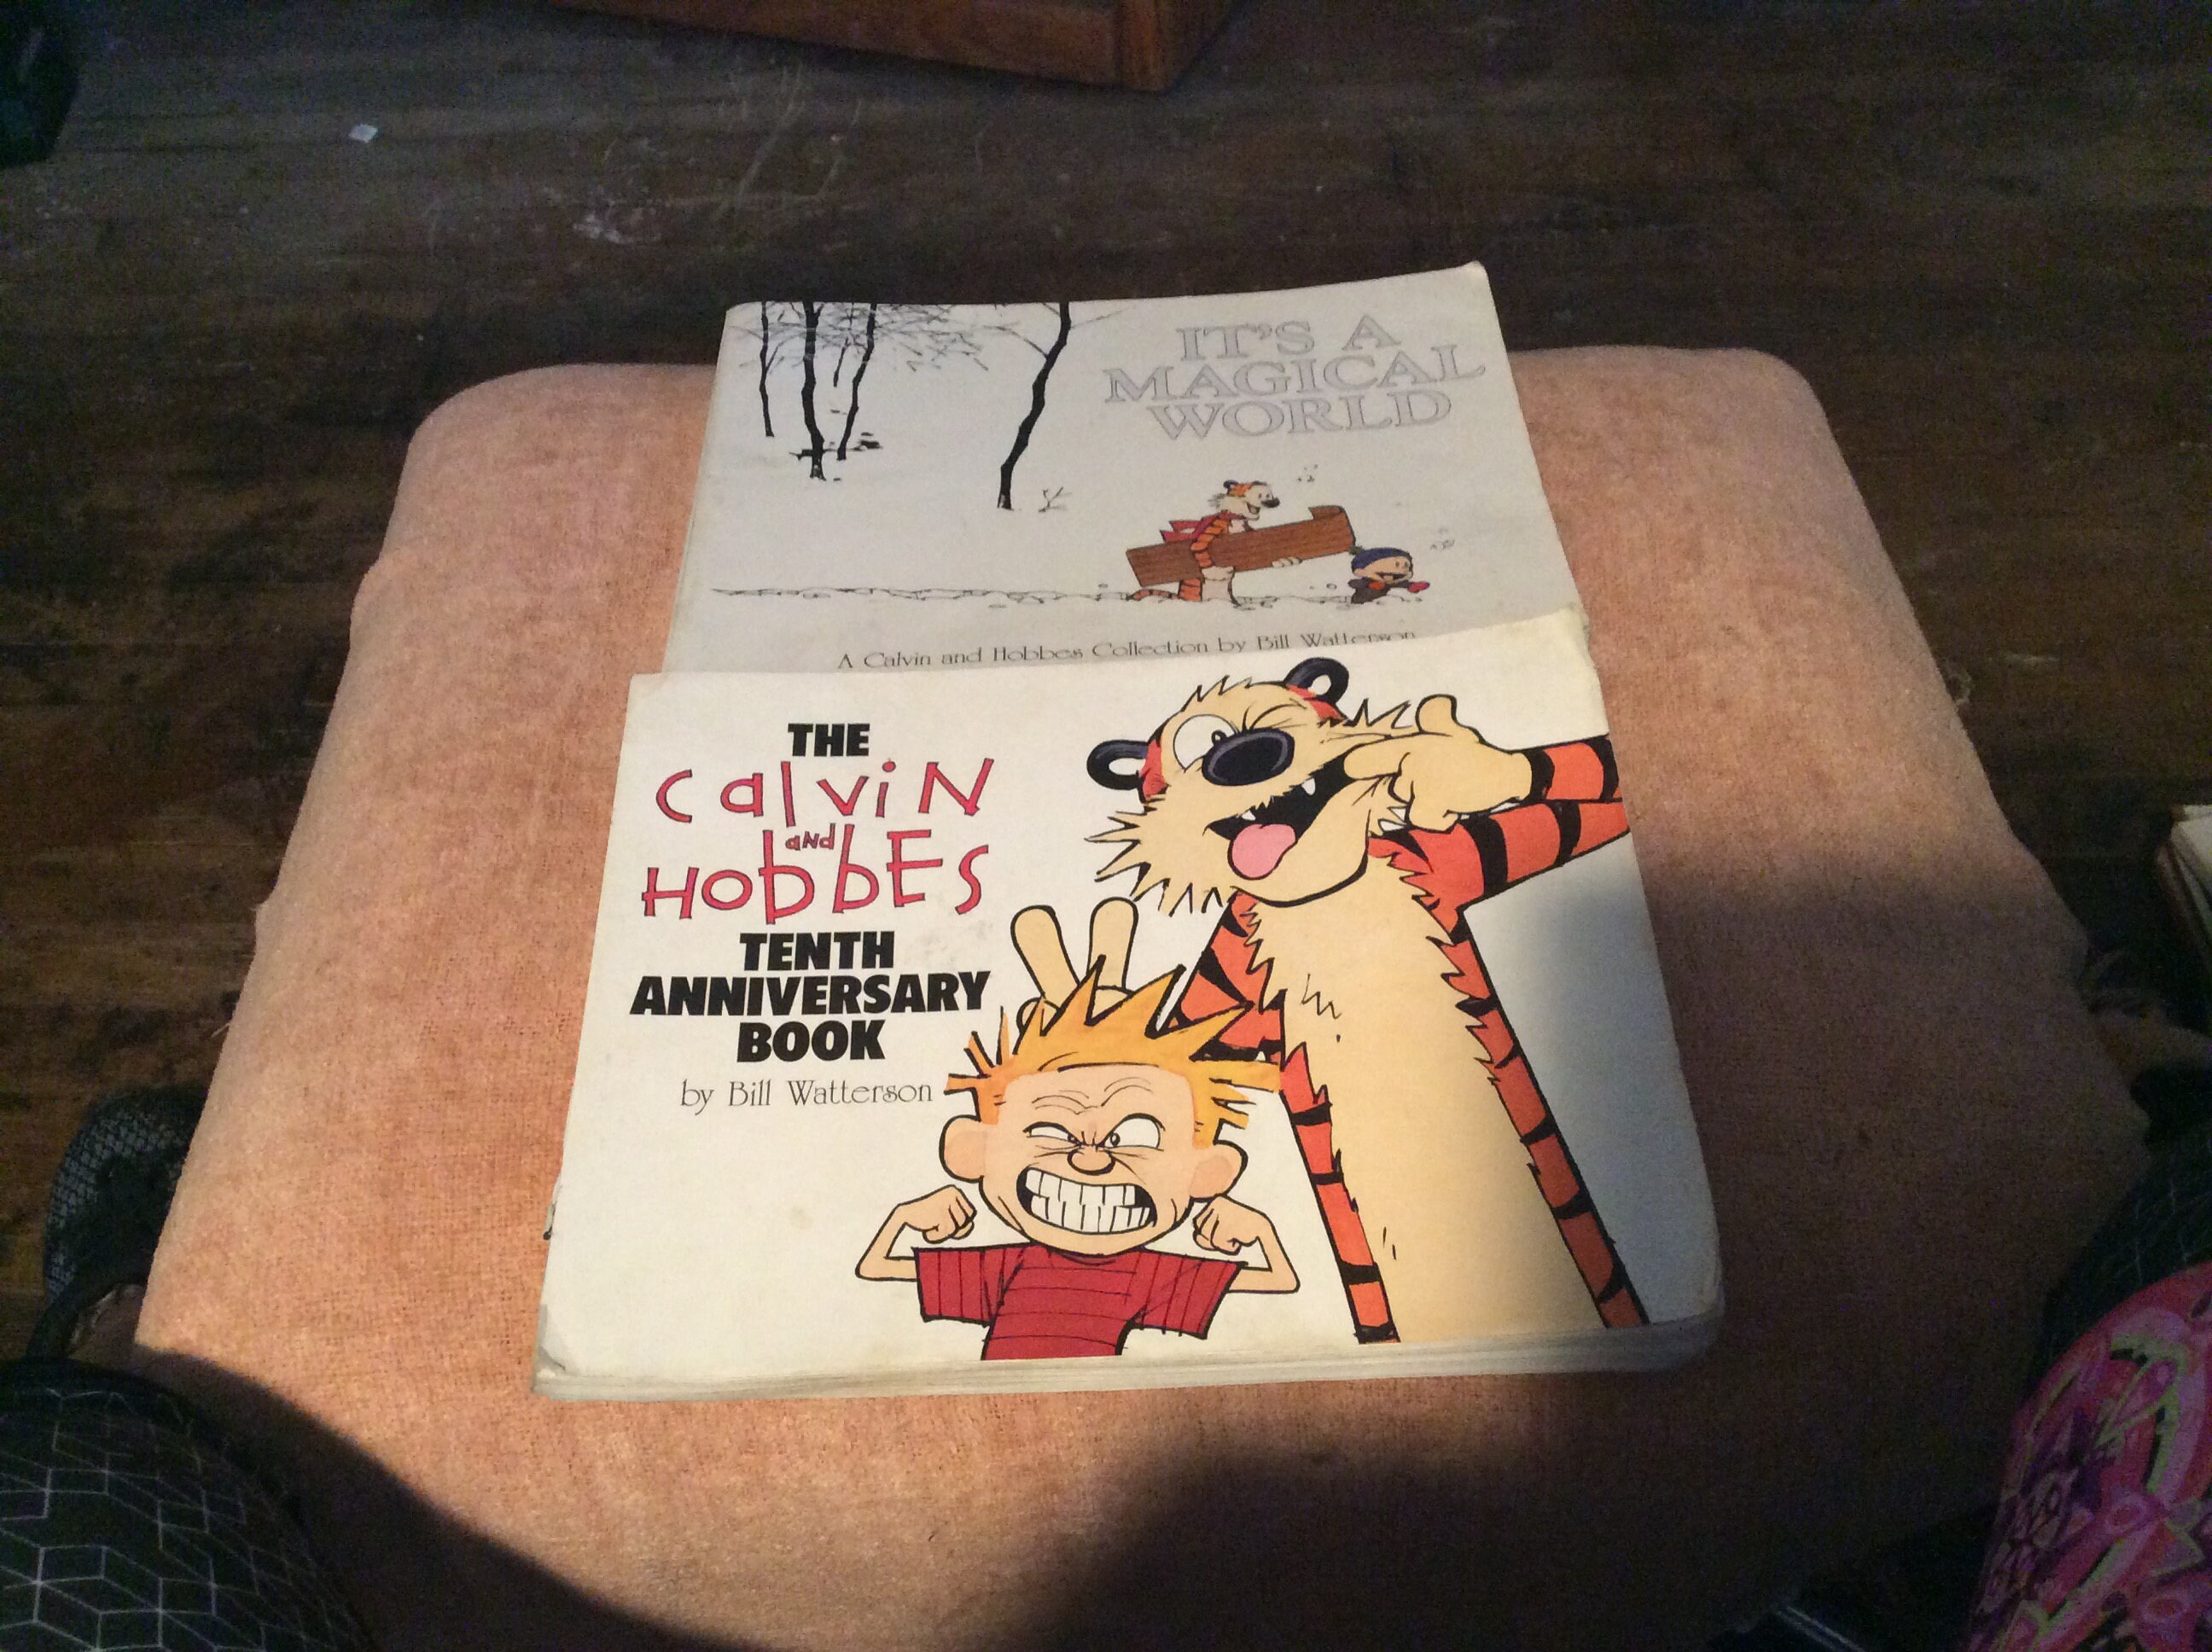 IT'S A
MAGICAL
WORLD
A Calvin and Hobbes Collection by Bill Watterson
THE
CalviN
aNd
HobbES
TENTH
ANNIVERSARY
BOOK
by Bill Watterson